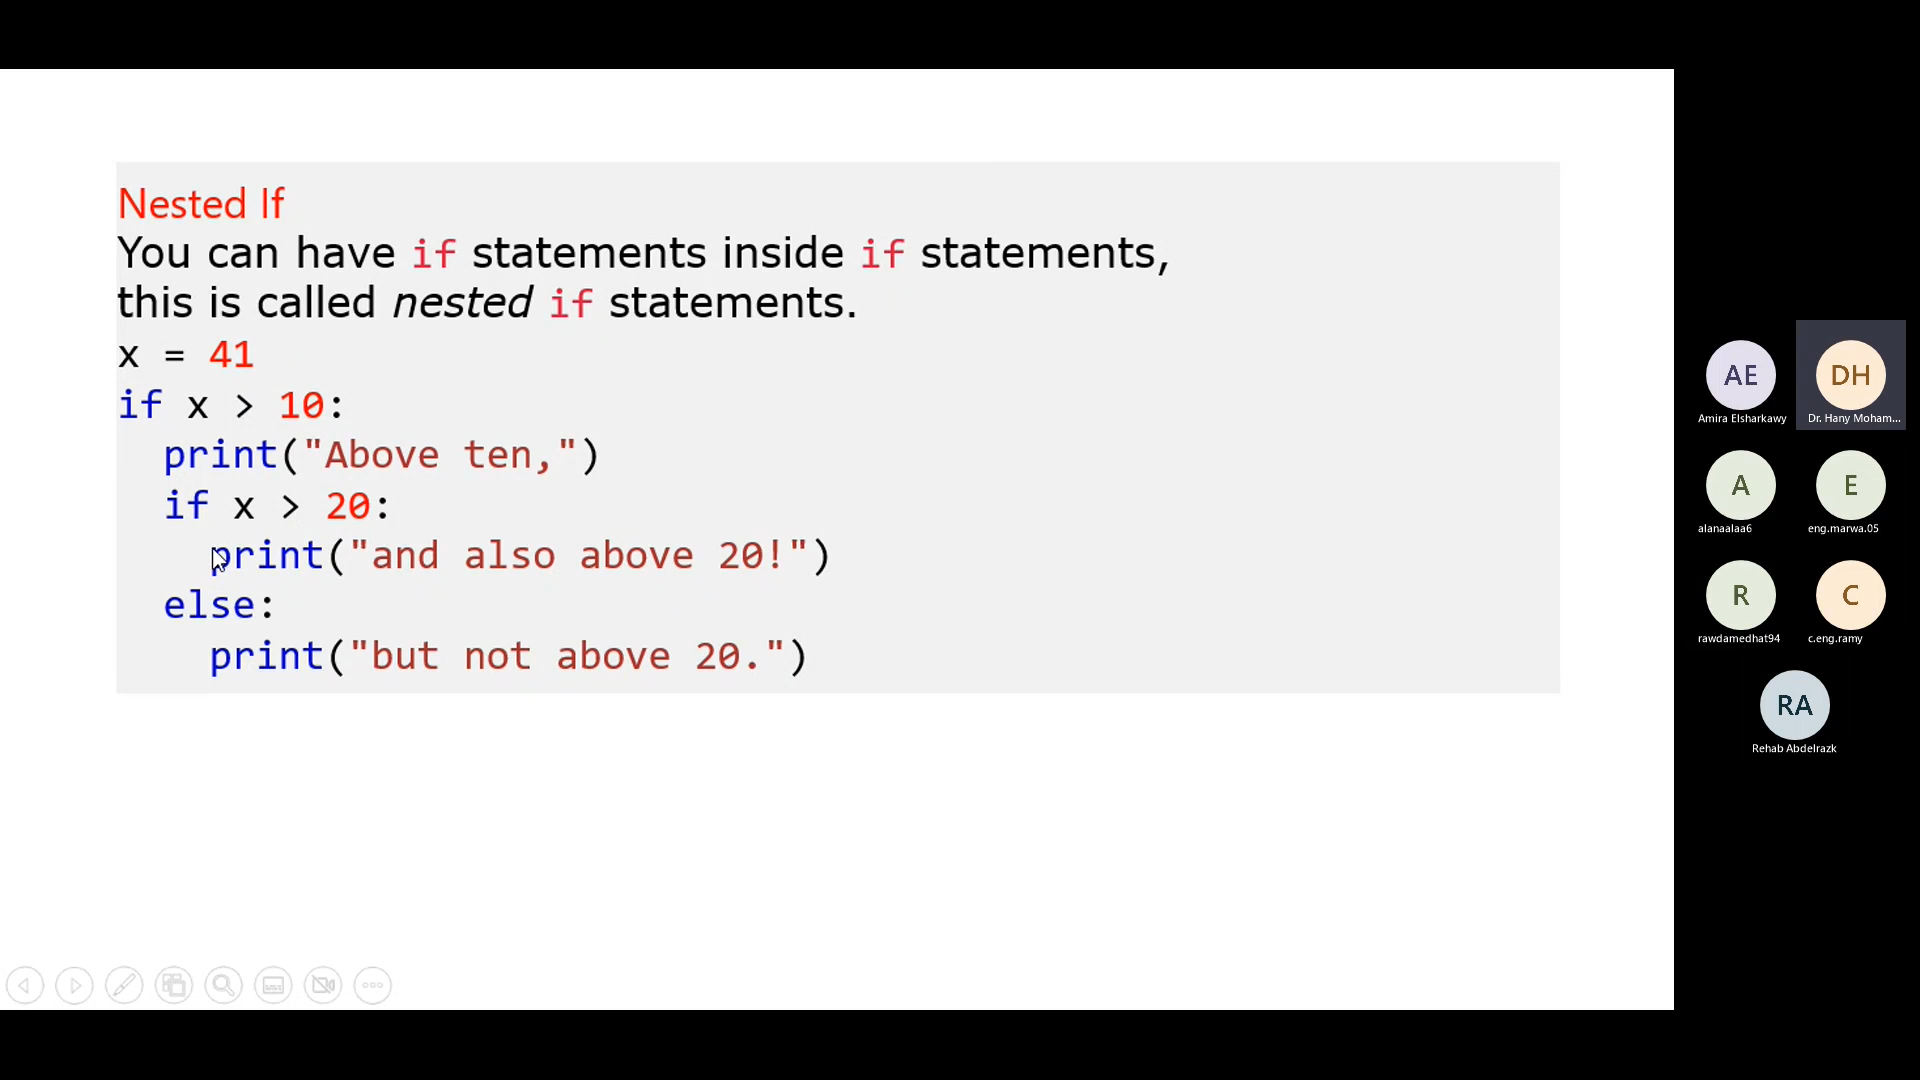 Nested If
You can have if statements inside if statements,
this is called nested if statements.
x = 41
if x > 10:
  print("Above ten,")
  if x > 20:
    print("and also above 20!")
  else:
    print("but not above 20.")
AE
Amira Elsharkawy
DH
Dr. Hany Moham...
A
alanaalaa6
E
eng.marwa.05
R
rawdamedhat94
C
c.eng.ramy
RA
Rehab Abdelrazk